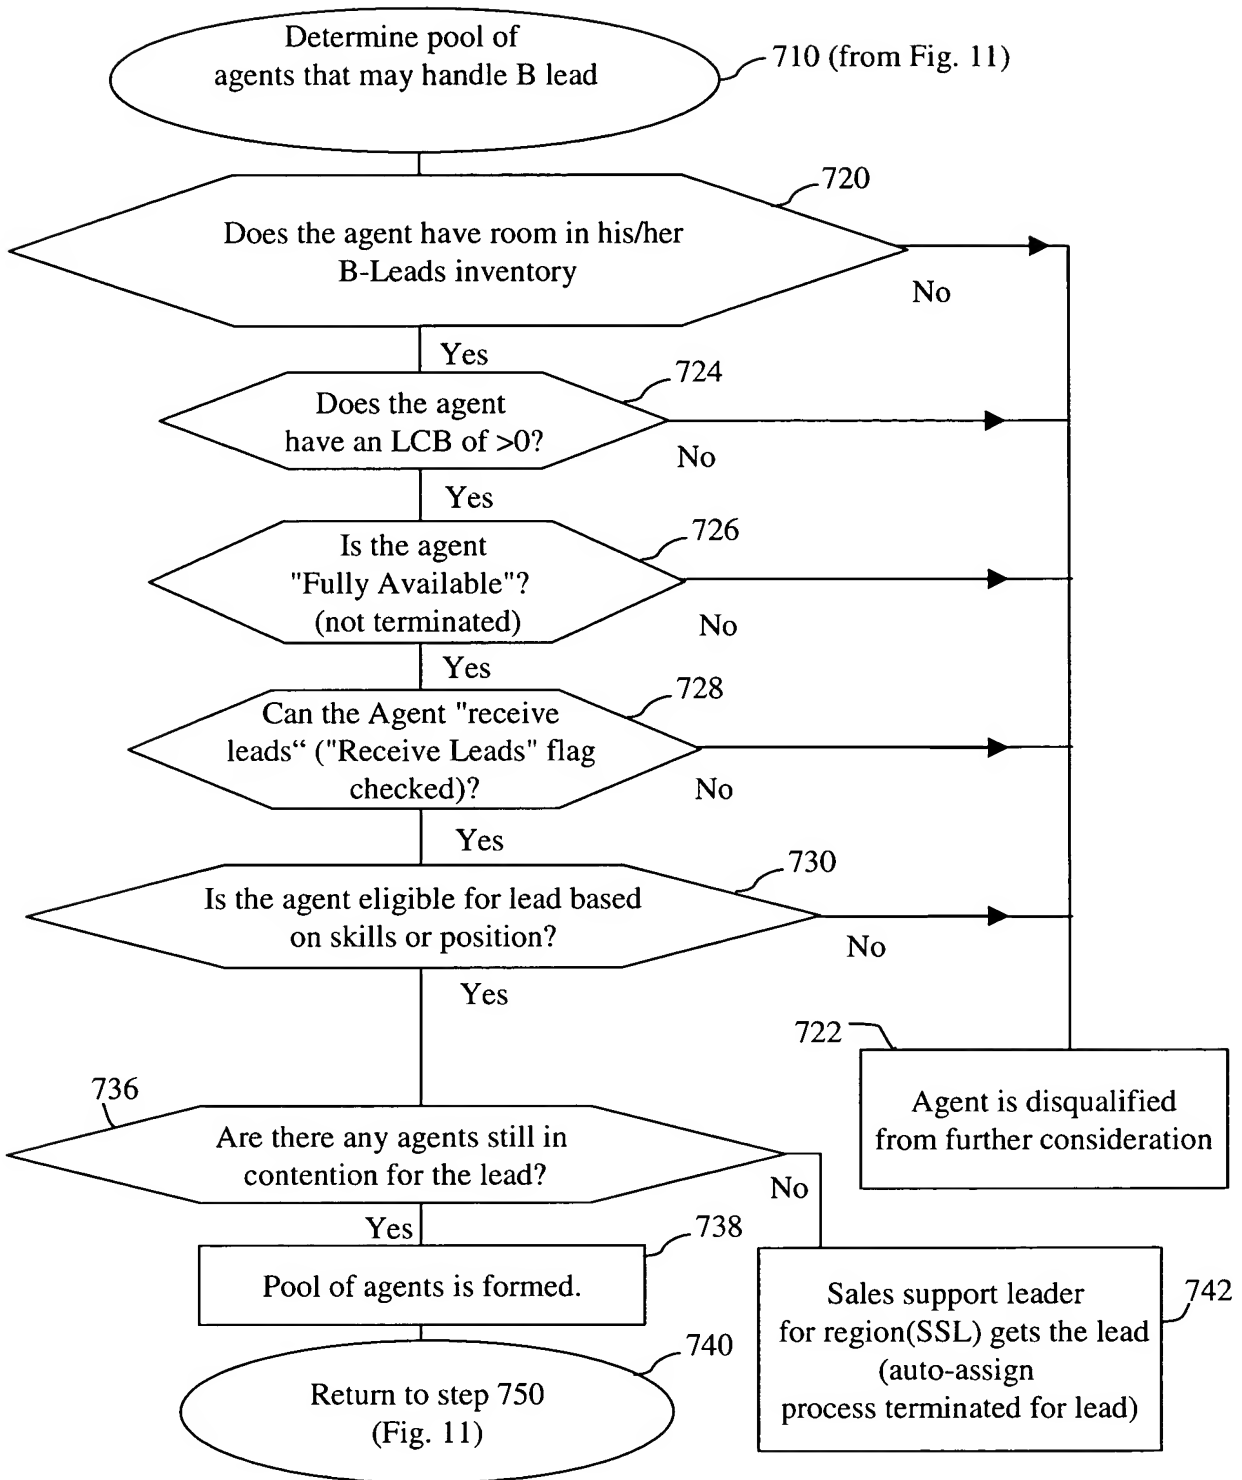 Determine pool of
agents that may handle B lead
710 (from Fig. 11)
720
Does the agent have room in his/her
B-Leads inventory
No
Yes
724
Does the agent
have an LCB of >0?
No
Yes
726
Is the agent
"Fully Available"?
(not terminated)
No
Yes
728
Can the Agent "receive
leads“ ("Receive Leads" flag
checked)?
No
Yes
730
Is the agent eligible for lead based
on skills or position?
No
Yes
722
Agent is disqualified
from further consideration
736
Are there any agents still in
contention for the lead?
No
Yes
738
Pool of agents is formed.
742
Sales support leader
for region(SSL) gets the lead
(auto-assign
process terminated for lead)
740
Return to step 750
(Fig. 11)